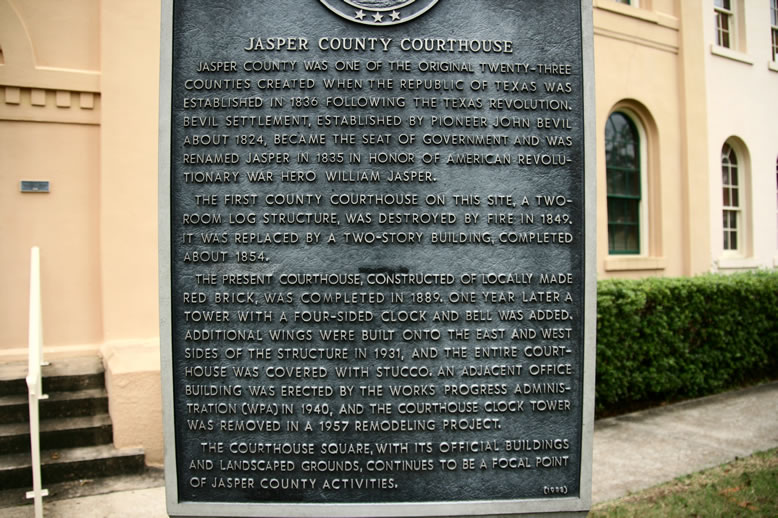 JASPER COUNTY COURTHOUSE
JASPER COUNTY WAS ONE OF THE ORIGINAL TWENTY-THREE
COUNTIES CREATED WHEN THE REPUBLIC OF TEXAS WAS
ESTABLISHED IN 1836 FOLLOWING THE TEXAS REVOLUTION.
BEVIL SETTLEMENT, ESTABLISHED BY PIONEER JOHN BEVIL
ABOUT 1824, BECAME THE SEAT OF GOVERNMENT AND WAS
RENAMED JASPER IN 1835 IN HONOR OF AMERICAN REVOLU-
TIONARY WAR HERO WILLIAM JASPER.
THE FIRST COUNTY COURTHOUSE ON THIS SITE, A TWO-
ROOM LOG STRUCTURE, WAS DESTROYED BY FIRE IN 1849.
IT WAS REPLACED BY A TWO-STORY BUILDING, COMPLETED
ABOUT 1854.
THE PRESENT COURTHOUSE, CONSTRUCTED OF LOCALLY MADE
RED BRICK, WAS COMPLETED IN 1889. ONE YEAR LATER A
TOWER WITH A FOUR-SIDED CLOCK AND BELL WAS ADDED.
ADDITIONAL WINGS WERE BUILT ONTO THE EAST AND WEST
SIDES OF THE STRUCTURE IN 1931, AND THE ENTIRE COURT-
HOUSE WAS COVERED WITH STUCCO. AN ADJACENT OFFICE
BUILDING WAS ERECTED BY THE WORKS PROGRESS ADMINIS-
TRATION (WPA) IN 1940, AND THE COURTHOUSE CLOCK TOWER
WAS REMOVED IN A 1957 REMODELING PROJECT.
THE COURTHOUSE SQUARE, WITH ITS OFFICIAL BUILDINGS
AND LANDSCAPED GROUNDS, CONTINUES TO BE A FOCAL POINT
OF JASPER COUNTY ACTIVITIES.